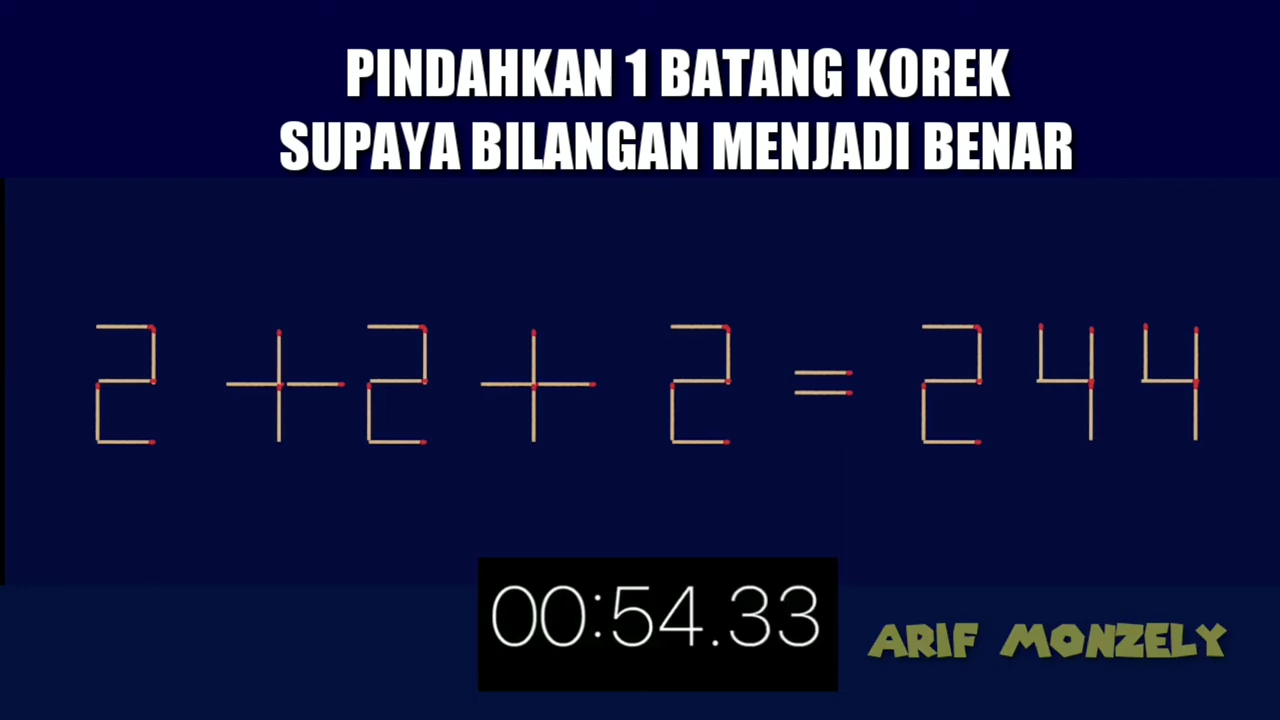 PINDAHKAN 1 BATANG KOREK
SUPAYA BILANGAN MENJADI BENAR
2 + 2 + 2 = 244
00:54.33
ARIF MONZELY